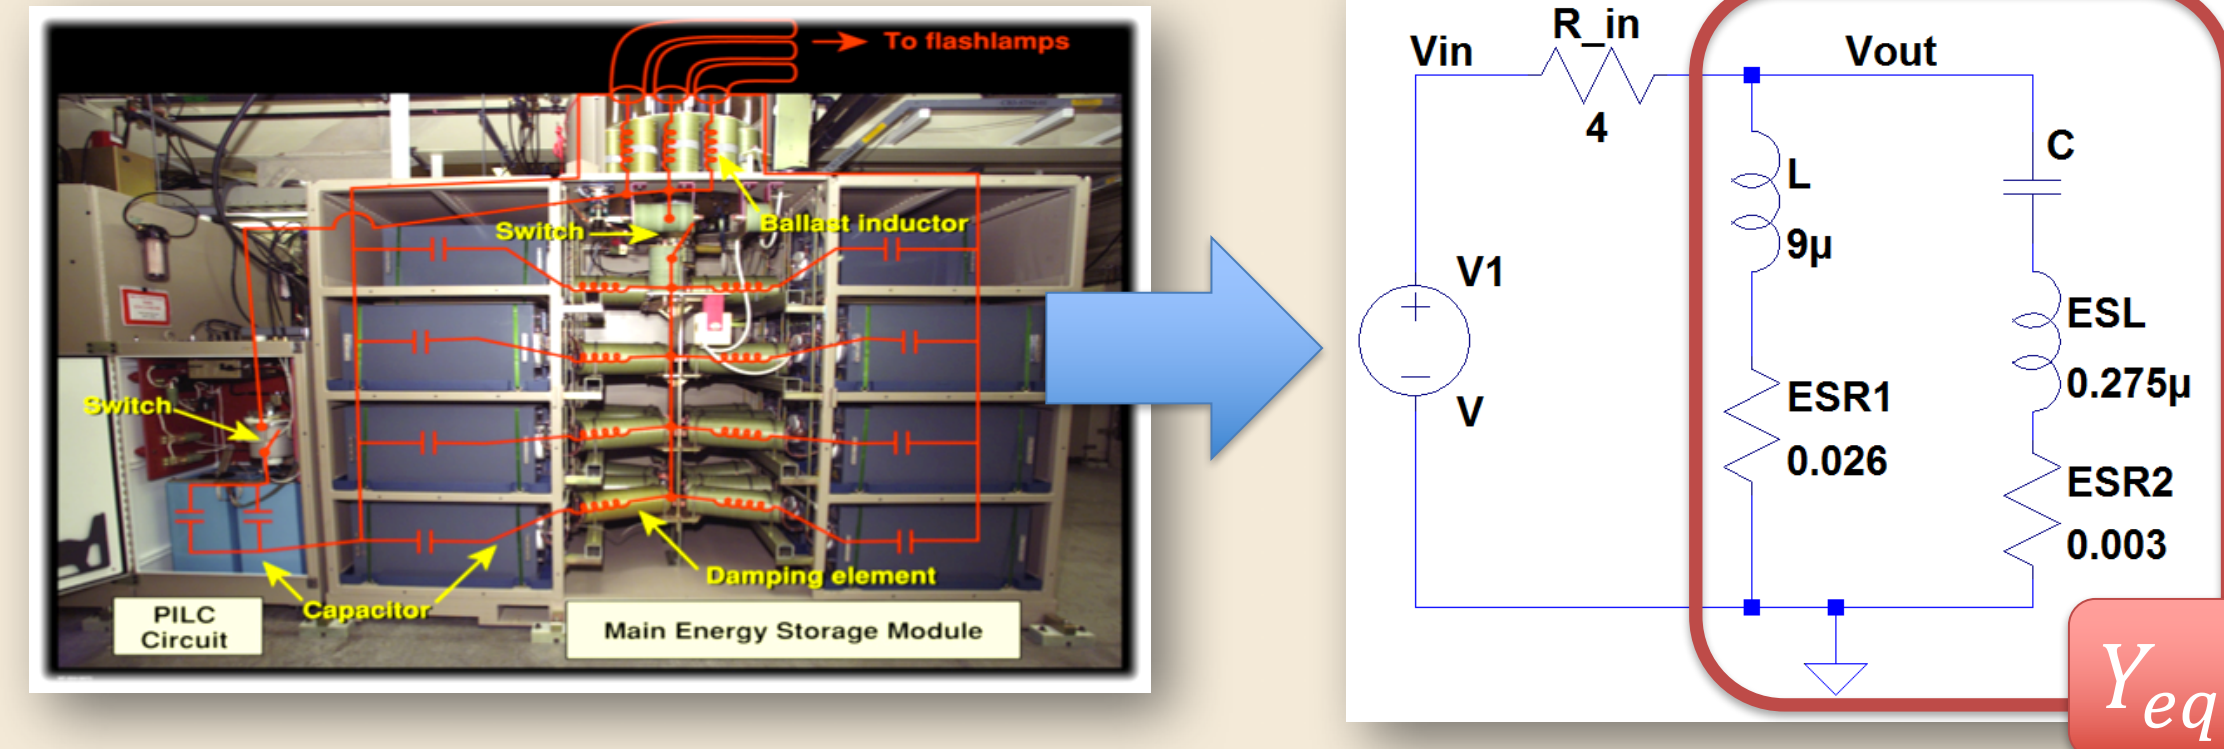 To flashlamps
Switch
Ballast inductor
Switch
Damping element
Capacitor
PILC
Circuit
Main Energy Storage Module
Vin
R_in
4
Vout
L
9µ
C
V1
V
ESL
0.275µ
ESR1
0.026
ESR2
0.003
Y_eq